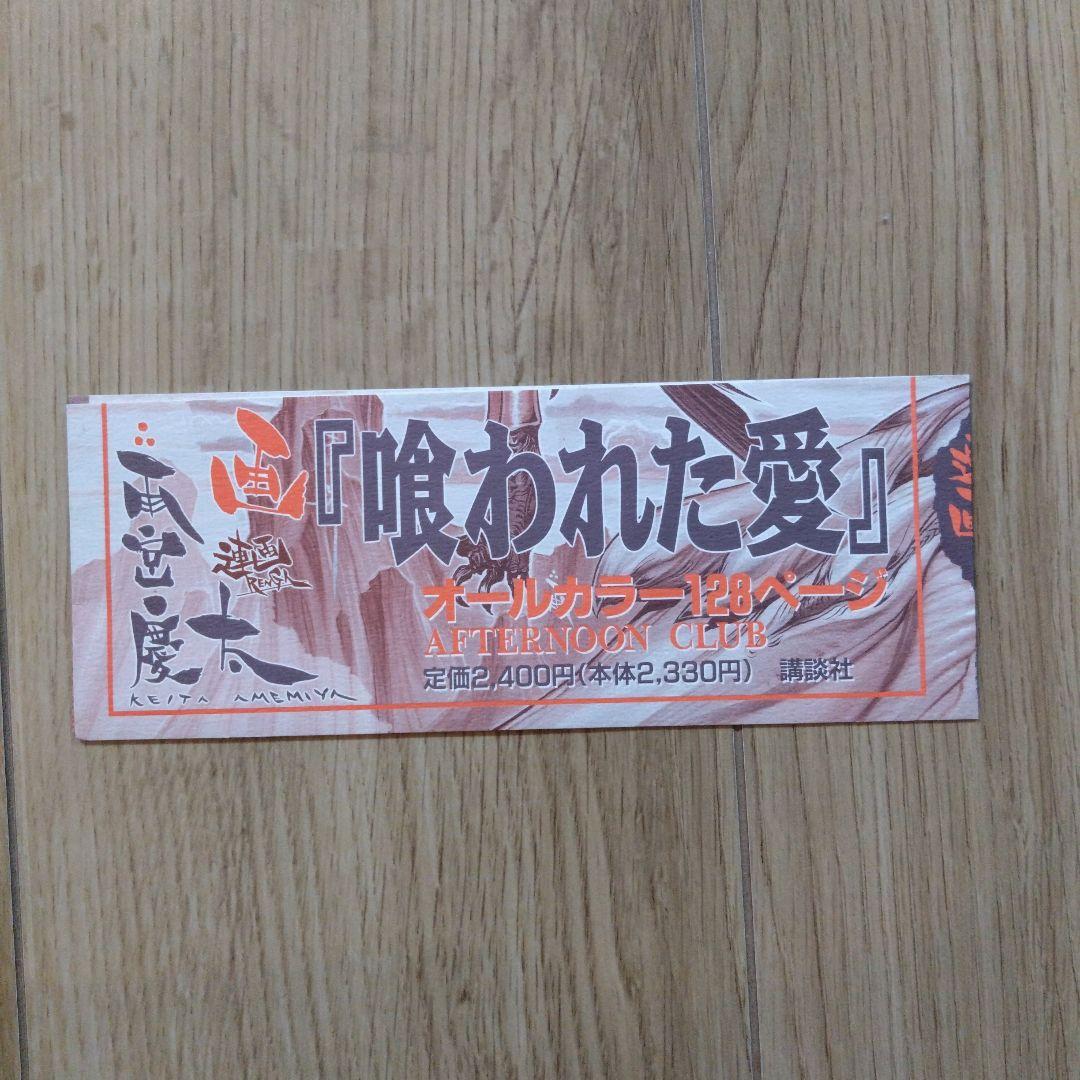 雨宮慶太
KEITA AMEMIYA
画
連画
RENGA
『喰われた愛』
オールカラー128ページ
AFTERNOON CLUB
定価2,400円(本体2,330円) 講談社